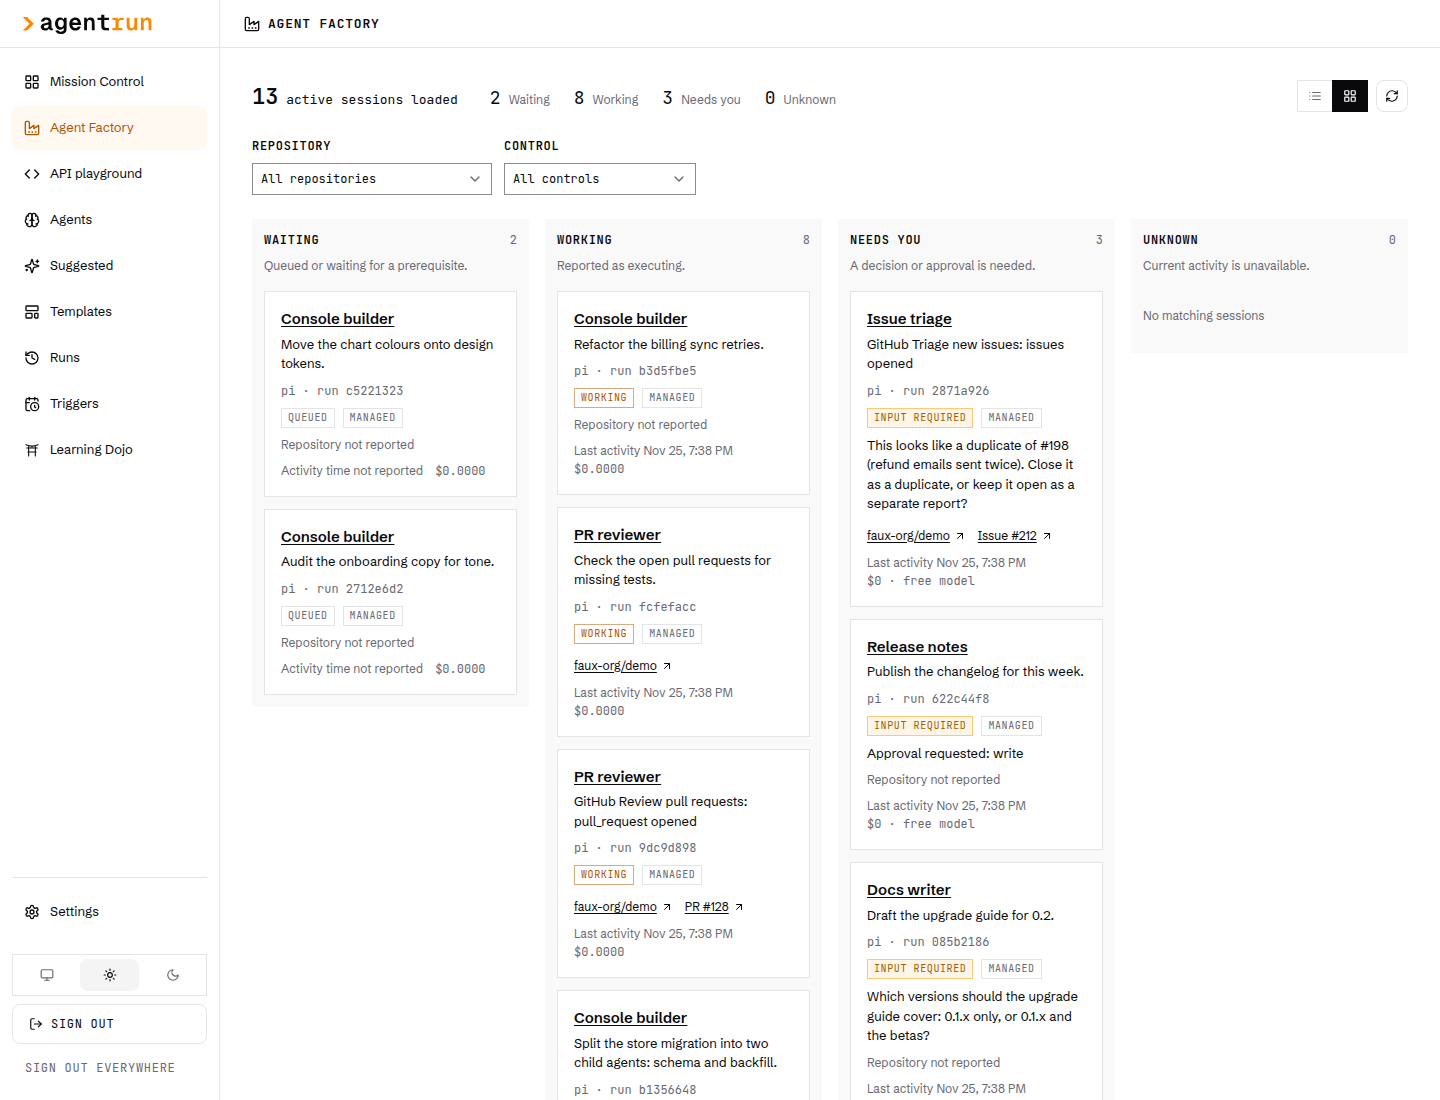 agentrun
AGENT FACTORY
Mission Control
Agent Factory
API playground
Agents
Suggested
Templates
Runs
Triggers
Learning Dojo
Settings
SIGN OUT
SIGN OUT EVERYWHERE
13 active sessions loaded
2 Waiting
8 Working
3 Needs you
0 Unknown
REPOSITORY
All repositories
CONTROL
All controls
WAITING 2
Queued or waiting for a prerequisite.
Console builder
Move the chart colours onto design
tokens.
pi · run c5221323
QUEUED MANAGED
Repository not reported
Activity time not reported $0.0000
Console builder
Audit the onboarding copy for tone.
pi · run 2712e6d2
QUEUED MANAGED
Repository not reported
Activity time not reported $0.0000
WORKING 8
Reported as executing.
Console builder
Refactor the billing sync retries.
pi · run b3d5fbe5
WORKING MANAGED
Repository not reported
Last activity Nov 25, 7:38 PM
$0.0000
PR reviewer
Check the open pull requests for
missing tests.
pi · run fcfefacc
WORKING MANAGED
faux-org/demo
Last activity Nov 25, 7:38 PM
$0.0000
PR reviewer
GitHub Review pull requests:
pull_request opened
pi · run 9dc9d898
WORKING MANAGED
faux-org/demo PR #128
Last activity Nov 25, 7:38 PM
$0.0000
Console builder
Split the store migration into two
child agents: schema and backfill.
pi · run b1356648
NEEDS YOU 3
A decision or approval is needed.
Issue triage
GitHub Triage new issues: issues
opened
pi · run 2871a926
INPUT REQUIRED MANAGED
This looks like a duplicate of #198
(refund emails sent twice). Close it
as a duplicate, or keep it open as a
separate report?
faux-org/demo Issue #212
Last activity Nov 25, 7:38 PM
$0 · free model
Release notes
Publish the changelog for this week.
pi · run 622c44f8
INPUT REQUIRED MANAGED
Approval requested: write
Repository not reported
Last activity Nov 25, 7:38 PM
$0 · free model
Docs writer
Draft the upgrade guide for 0.2.
pi · run 085b2186
INPUT REQUIRED MANAGED
Which versions should the upgrade
guide cover: 0.1.x only, or 0.1.x and
the betas?
Repository not reported
Last activity Nov 25, 7:38 PM
UNKNOWN 0
Current activity is unavailable.
No matching sessions